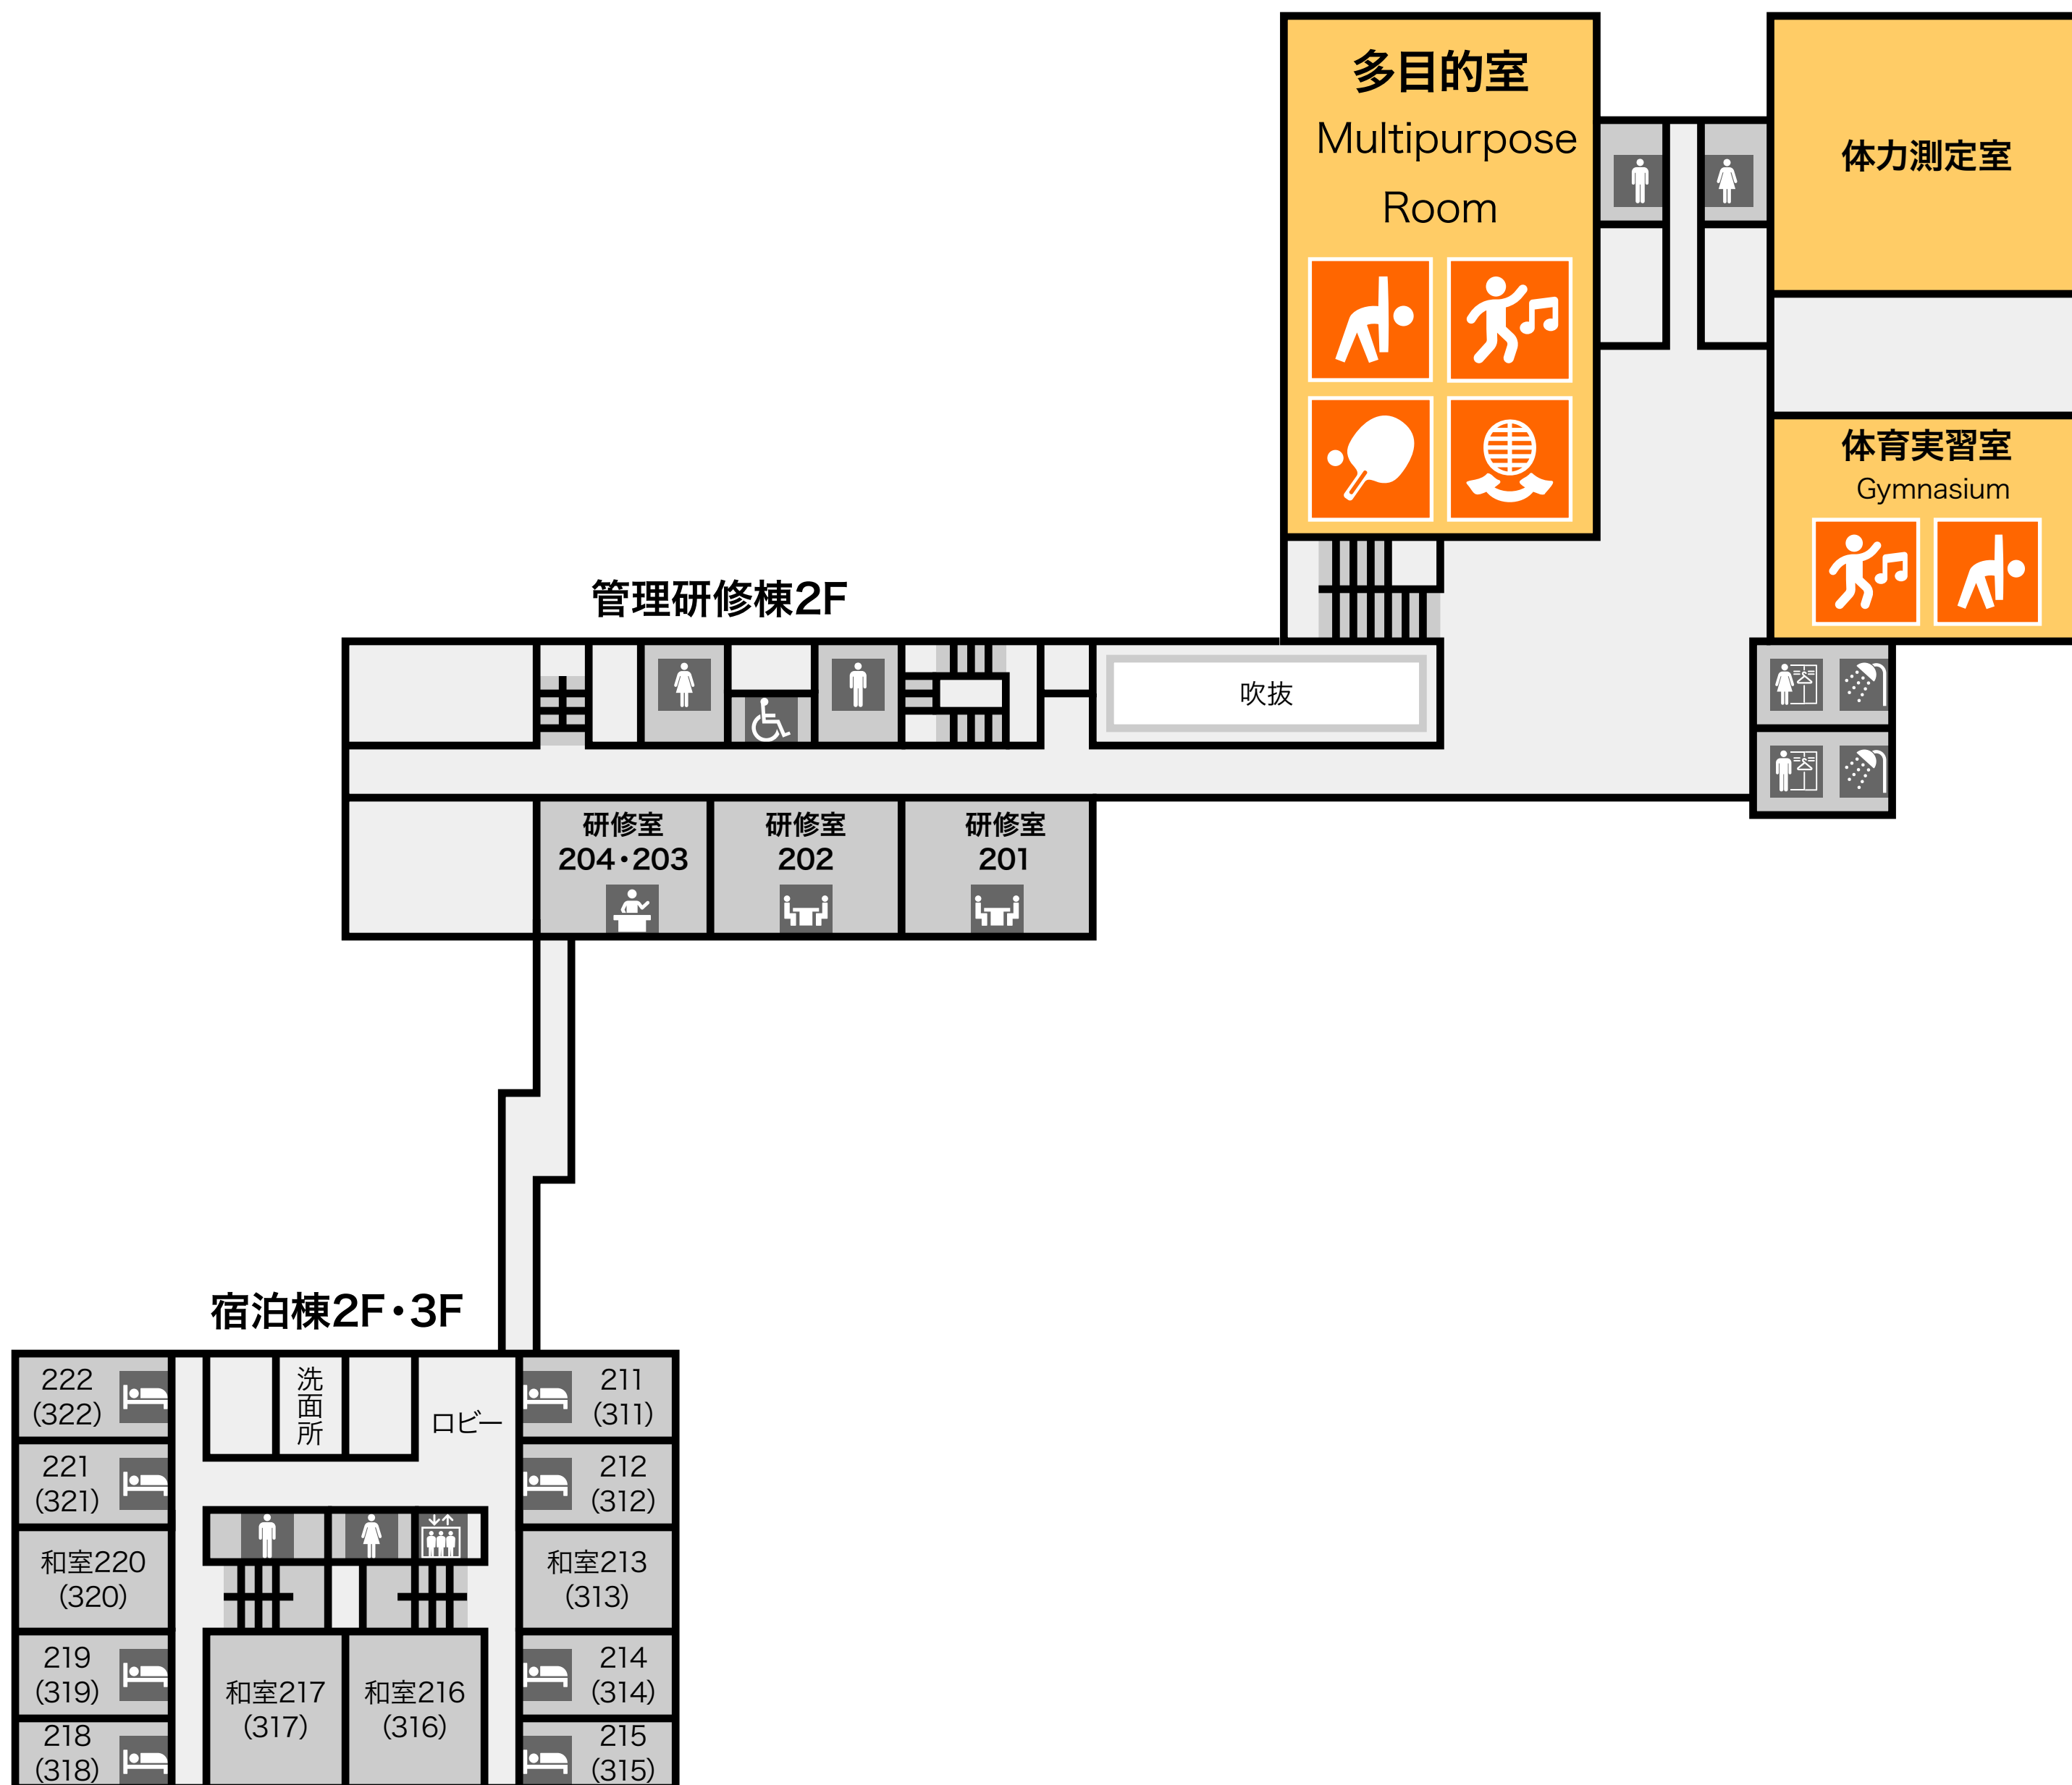 多目的室
Multipurpose
Room
体力測定室
体育実習室
Gymnasium
管理研修棟2F
吹抜
研修室
204・203
研修室
202
研修室
201
宿泊棟2F・3F
222
(322)
洗面所
ロビー
211
(311)
221
(321)
212
(312)
和室220
(320)
和室213
(313)
219
(319)
和室217
(317)
和室216
(316)
214
(314)
218
(318)
215
(315)